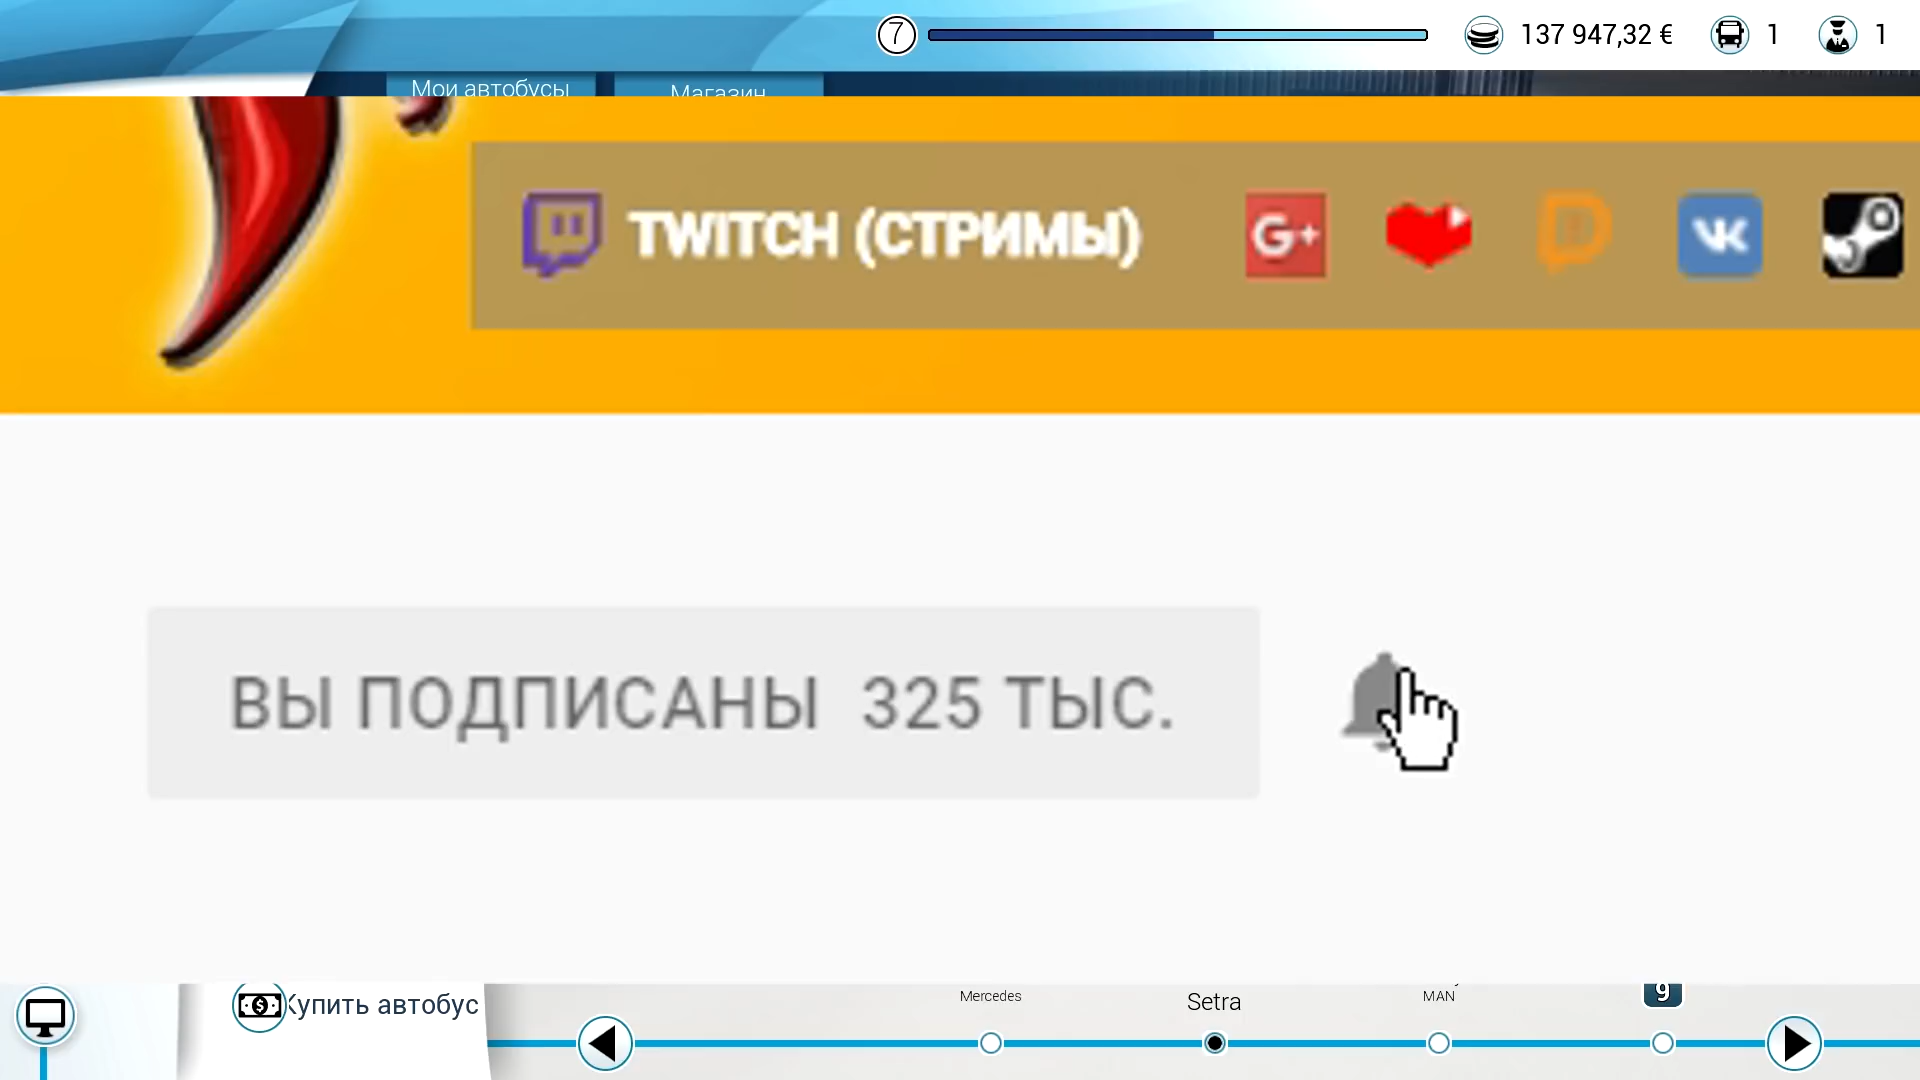 7
137 947,32 €
1
1
Мои автобусы
Магазин
TWITCH (СТРИМЫ)
G+
ВЫ ПОДПИСАНЫ 325 ТЫС.
Купить автобус
Mercedes
Setra
MAN
9